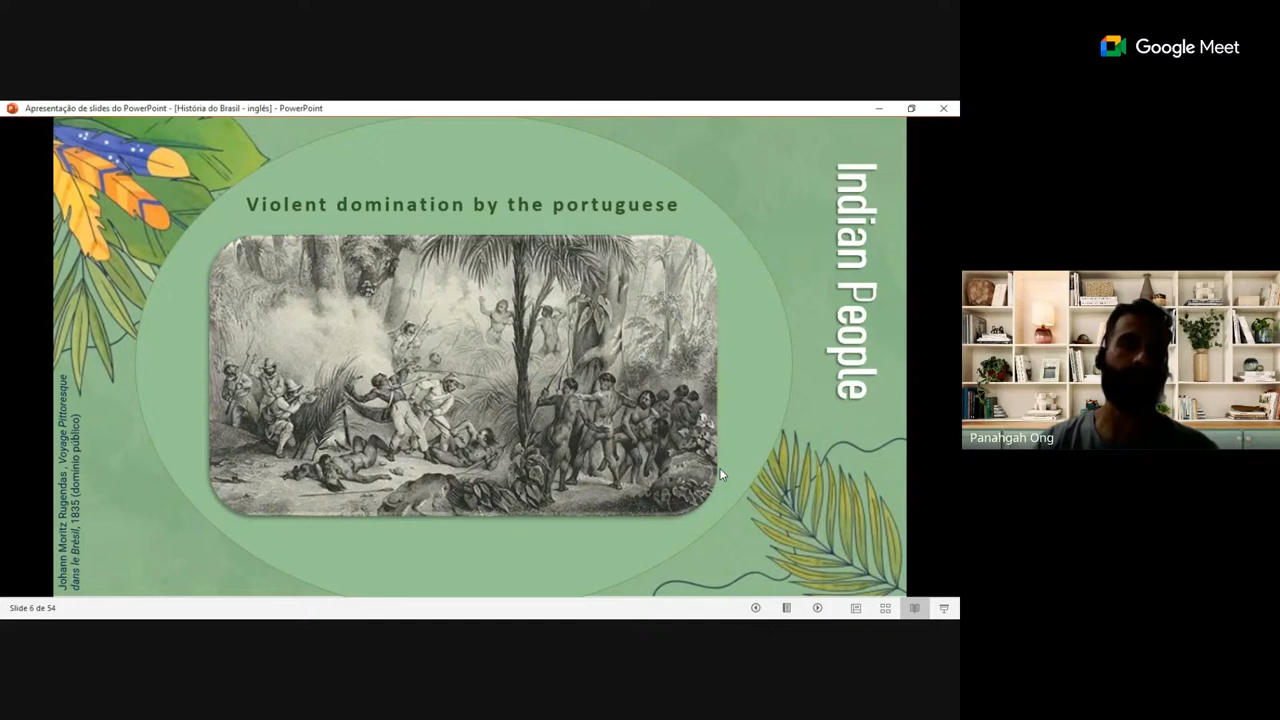 Google Meet
Apresentação de slides do PowerPoint - [História do Brasil - inglês] - PowerPoint
Violent domination by the portuguese
Indian People
Johann Moritz Rugendas , Voyage Pittoresque
dans le Brésil, 1835 (domínio público)
Panahgah Ong
Slide 6 de 54